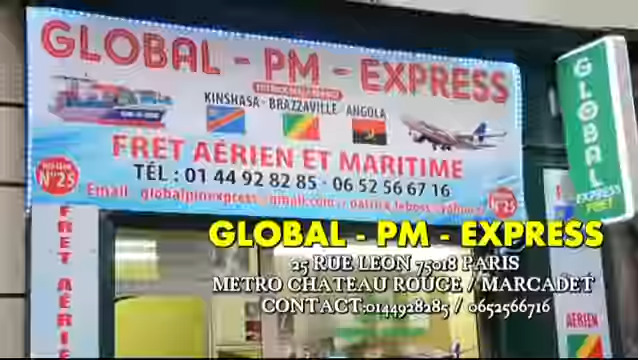 GLOBAL - PM - EXPRESS
KINSHASA - BRAZZAVILLE - ANGOLA
FRET AÉRIEN ET MARITIME
TÉL : 01 44 92 82 85 - 06 52 56 67 16
N°25
Email
N°25
GLOBAL
EXPRESS
FRET
FRET AÉRIE
AÉRIEN
GLOBAL - PM - EXPRESS
25 RUE LEON 75018 PARIS
METRO CHATEAU ROUGE / MARCADET
CONTACT:0144928285 / 0652566716